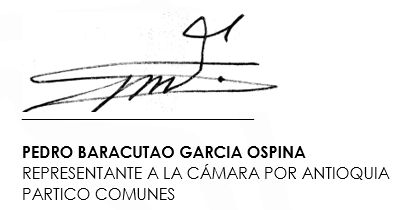 PEDRO BARACUTAO GARCIA OSPINA
REPRESENTANTE A LA CÁMARA POR ANTIOQUIA
PARTICO COMUNES